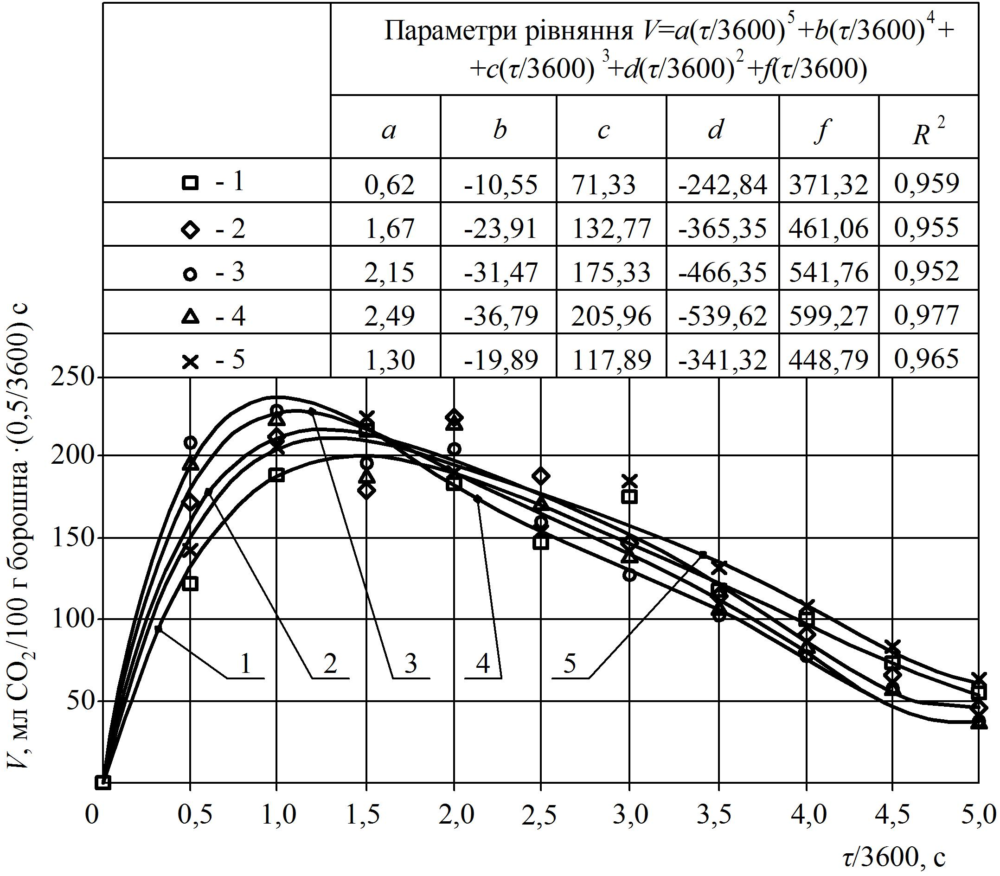 Параметри рівняння V=a(τ/3600)⁵+b(τ/3600)⁴+
+c(τ/3600)³+d(τ/3600)²+f(τ/3600)
a b c d f R²
- 1 0,62 -10,55 71,33 -242,84 371,32 0,959
- 2 1,67 -23,91 132,77 -365,35 461,06 0,955
- 3 2,15 -31,47 175,33 -466,35 541,76 0,952
- 4 2,49 -36,79 205,96 -539,62 599,27 0,977
- 5 1,30 -19,89 117,89 -341,32 448,79 0,965
V, мл CO₂/100 г борошна ·(0,5/3600) с
250
200
150
100
50
1 2 3 4 5
0 0,5 1,0 1,5 2,0 2,5 3,0 3,5 4,0 4,5 5,0
τ/3600, с